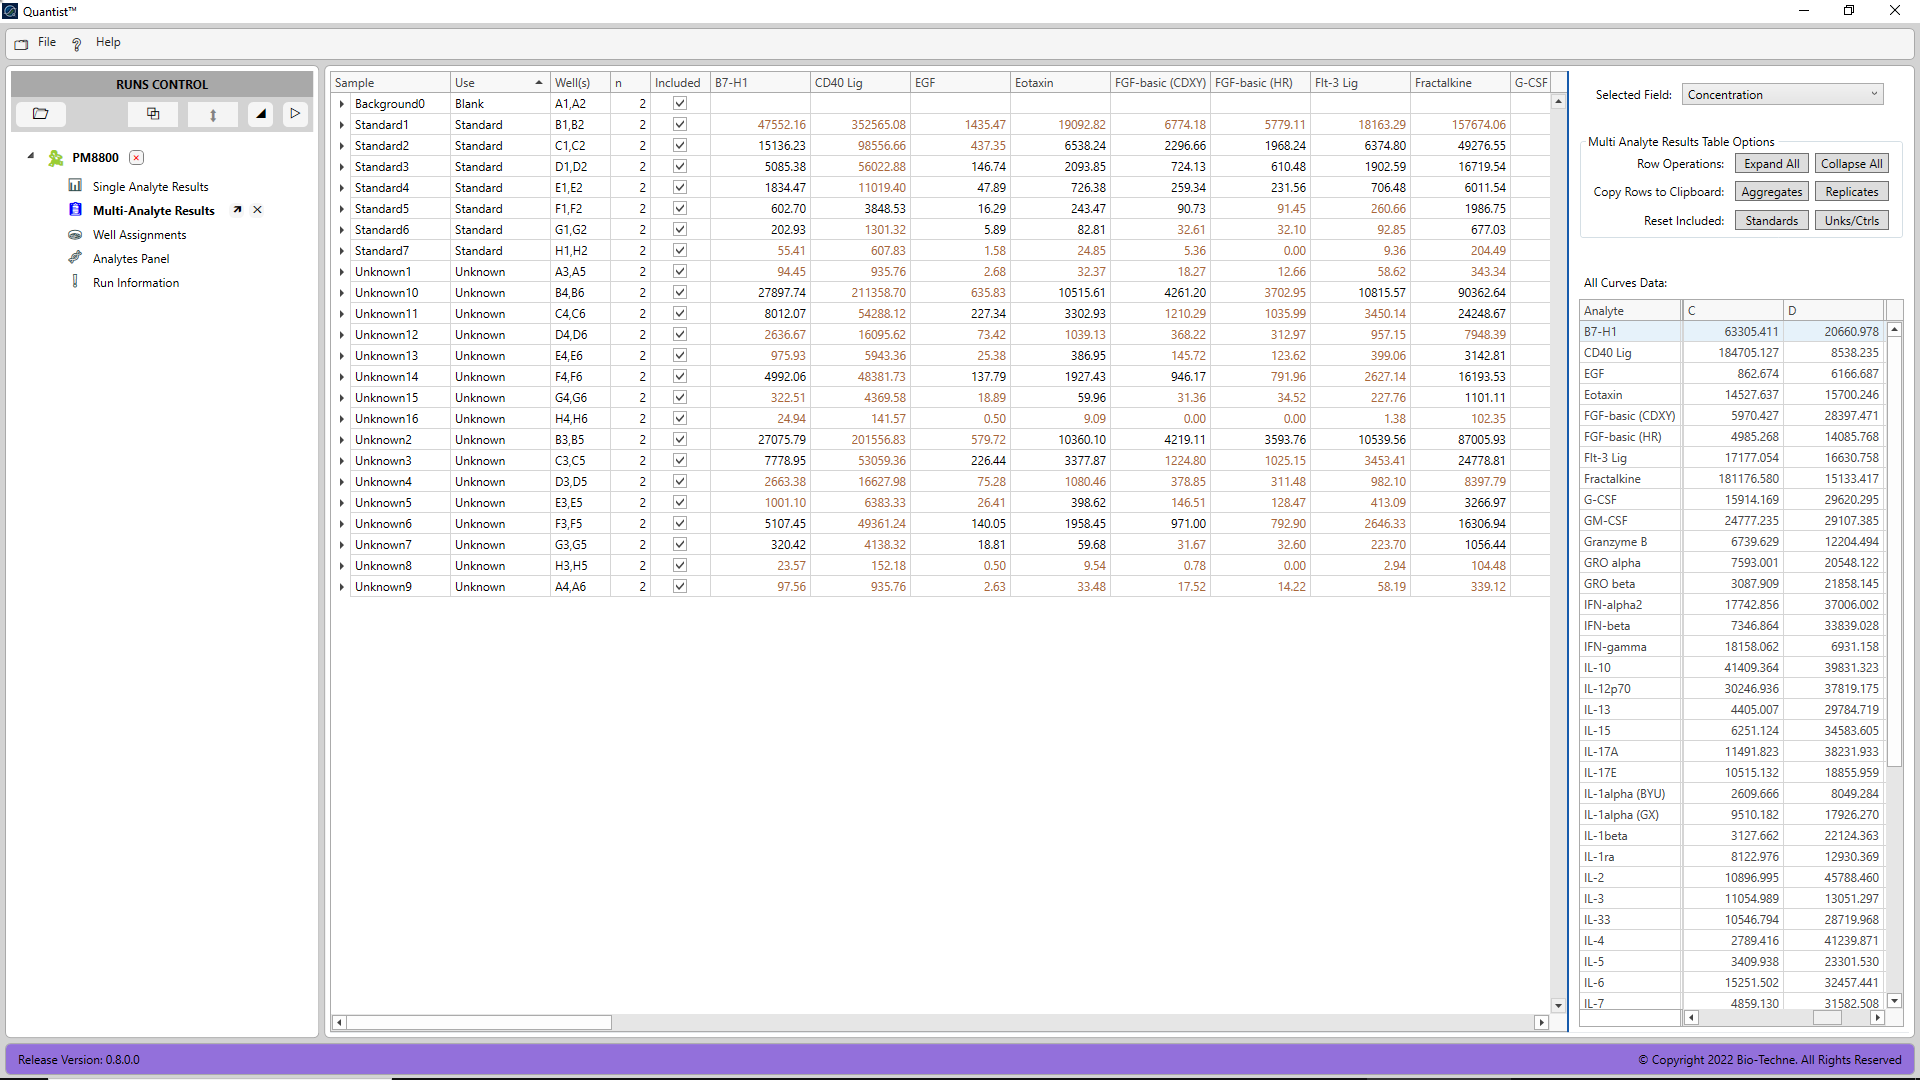 Quantist™
File Help
RUNS CONTROL
PM8800
Single Analyte Results
Multi-Analyte Results
Well Assignments
Analytes Panel
Run Information
Sample Use Well(s) n Included B7-H1 CD40 Lig EGF Eotaxin FGF-basic (CDXY) FGF-basic (HR) Flt-3 Lig Fractalkine G-CSF
Background0 Blank A1,A2 2
Standard1 Standard B1,B2 2 47552.16 352565.08 1435.47 19092.82 6774.18 5779.11 18163.29 157674.06
Standard2 Standard C1,C2 2 15136.23 98556.66 437.35 6538.24 2296.66 1968.24 6374.80 49276.55
Standard3 Standard D1,D2 2 5085.38 56022.88 146.74 2093.85 724.13 610.48 1902.59 16719.54
Standard4 Standard E1,E2 2 1834.47 11019.40 47.89 726.38 259.34 231.56 706.48 6011.54
Standard5 Standard F1,F2 2 602.70 3848.53 16.29 243.47 90.73 91.45 260.66 1986.75
Standard6 Standard G1,G2 2 202.93 1301.32 5.89 82.81 32.61 32.10 92.85 677.03
Standard7 Standard H1,H2 2 55.41 607.83 1.58 24.85 5.36 0.00 9.36 204.49
Unknown1 Unknown A3,A5 2 94.45 935.76 2.68 32.37 18.27 12.66 58.62 343.34
Unknown10 Unknown B4,B6 2 27897.74 211358.70 635.83 10515.61 4261.20 3702.95 10815.57 90362.64
Unknown11 Unknown C4,C6 2 8012.07 54288.12 227.34 3302.93 1210.29 1035.99 3450.14 24248.67
Unknown12 Unknown D4,D6 2 2636.67 16095.62 73.42 1039.13 368.22 312.97 957.15 7948.39
Unknown13 Unknown E4,E6 2 975.93 5943.36 25.38 386.95 145.72 123.62 399.06 3142.81
Unknown14 Unknown F4,F6 2 4992.06 48381.73 137.79 1927.43 946.17 791.96 2627.14 16193.53
Unknown15 Unknown G4,G6 2 322.51 4369.58 18.89 59.96 31.36 34.52 227.76 1101.11
Unknown16 Unknown H4,H6 2 24.94 141.57 0.50 9.09 0.00 0.00 1.38 102.35
Unknown2 Unknown B3,B5 2 27075.79 201556.83 579.72 10360.10 4219.11 3593.76 10539.56 87005.93
Unknown3 Unknown C3,C5 2 7778.95 53059.36 226.44 3377.87 1224.80 1025.15 3453.41 24778.81
Unknown4 Unknown D3,D5 2 2663.38 16627.98 75.28 1080.46 378.85 311.48 982.10 8397.79
Unknown5 Unknown E3,E5 2 1001.10 6383.33 26.41 398.62 146.51 128.47 413.09 3266.97
Unknown6 Unknown F3,F5 2 5107.45 49361.24 140.05 1958.45 971.00 792.90 2646.33 16306.94
Unknown7 Unknown G3,G5 2 320.42 4138.32 18.81 59.68 31.67 32.60 223.70 1056.44
Unknown8 Unknown H3,H5 2 23.57 152.18 0.50 9.54 0.78 0.00 2.94 104.48
Unknown9 Unknown A4,A6 2 97.56 935.76 2.63 33.48 17.52 14.22 58.19 339.12
Selected Field: Concentration
Multi Analyte Results Table Options
Row Operations: Expand All Collapse All
Copy Rows to Clipboard: Aggregates Replicates
Reset Included: Standards Unks/Ctrls
All Curves Data:
Analyte C D
B7-H1 63305.411 20660.978
CD40 Lig 184705.127 8538.235
EGF 862.674 6166.687
Eotaxin 14527.637 15700.246
FGF-basic (CDXY) 5970.427 28397.471
FGF-basic (HR) 4985.268 14085.768
Flt-3 Lig 17177.054 16630.758
Fractalkine 181176.580 15133.417
G-CSF 15914.169 29620.295
GM-CSF 24777.235 29107.385
Granzyme B 6739.629 12204.494
GRO alpha 7593.001 20548.122
GRO beta 3087.909 21858.145
IFN-alpha2 17742.856 37006.002
IFN-beta 7346.864 33839.028
IFN-gamma 18158.062 6931.158
IL-10 41409.364 39831.323
IL-12p70 30246.936 37819.175
IL-13 4405.007 29784.719
IL-15 6251.124 34583.605
IL-17A 11491.823 38231.933
IL-17E 10515.132 18855.959
IL-1alpha (BYU) 2609.666 8049.284
IL-1alpha (GX) 9510.182 17926.270
IL-1beta 3127.662 22124.363
IL-1ra 8122.976 12930.369
IL-2 10896.995 45788.460
IL-3 11054.989 13051.297
IL-33 10546.794 28719.968
IL-4 2789.416 41239.871
IL-5 3409.938 23301.530
IL-6 15251.502 32457.441
IL-7 4859.130 31582.508
Release Version: 0.8.0.0
© Copyright 2022 Bio-Techne. All Rights Reserved